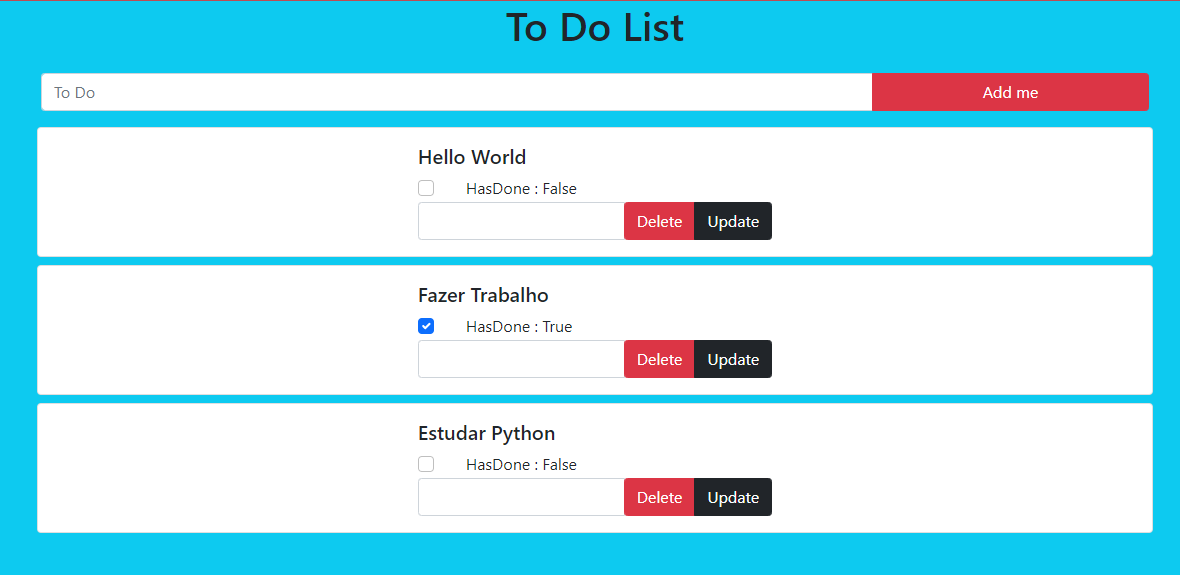 To Do List
To Do Add me
Hello World
HasDone : False
Delete Update
Fazer Trabalho
HasDone : True
Delete Update
Estudar Python
HasDone : False
Delete Update